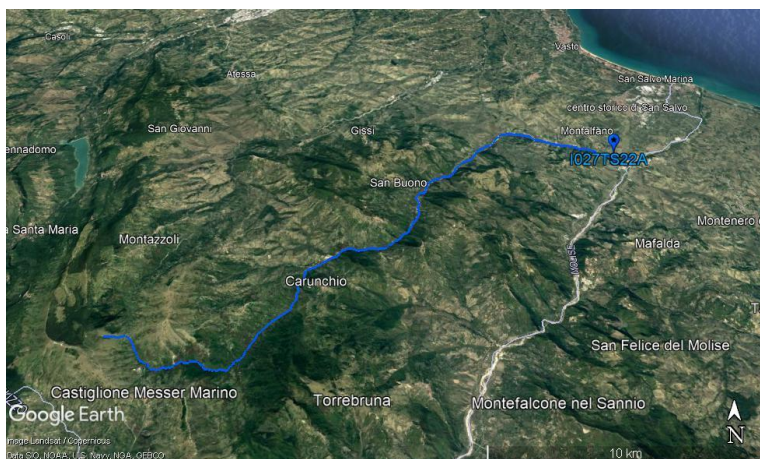 Casoli
Vasto
Atessa
San Salvo Marina
centro storico di San Salvo
San Giovanni
Gissi
Montalfano
ennadomo
I027TS22A
San Buono
a Santa Maria
Montenero
Montazzoli
Mafalda
Carunchio
San Felice del Molise
Castiglione Messer Marino
Torrebruna
Montefalcone nel Sannio
Google Earth
Image Landsat / Copernicus
Data SIO, NOAA, U.S. Navy, NGA, GEBCO
10 km
N